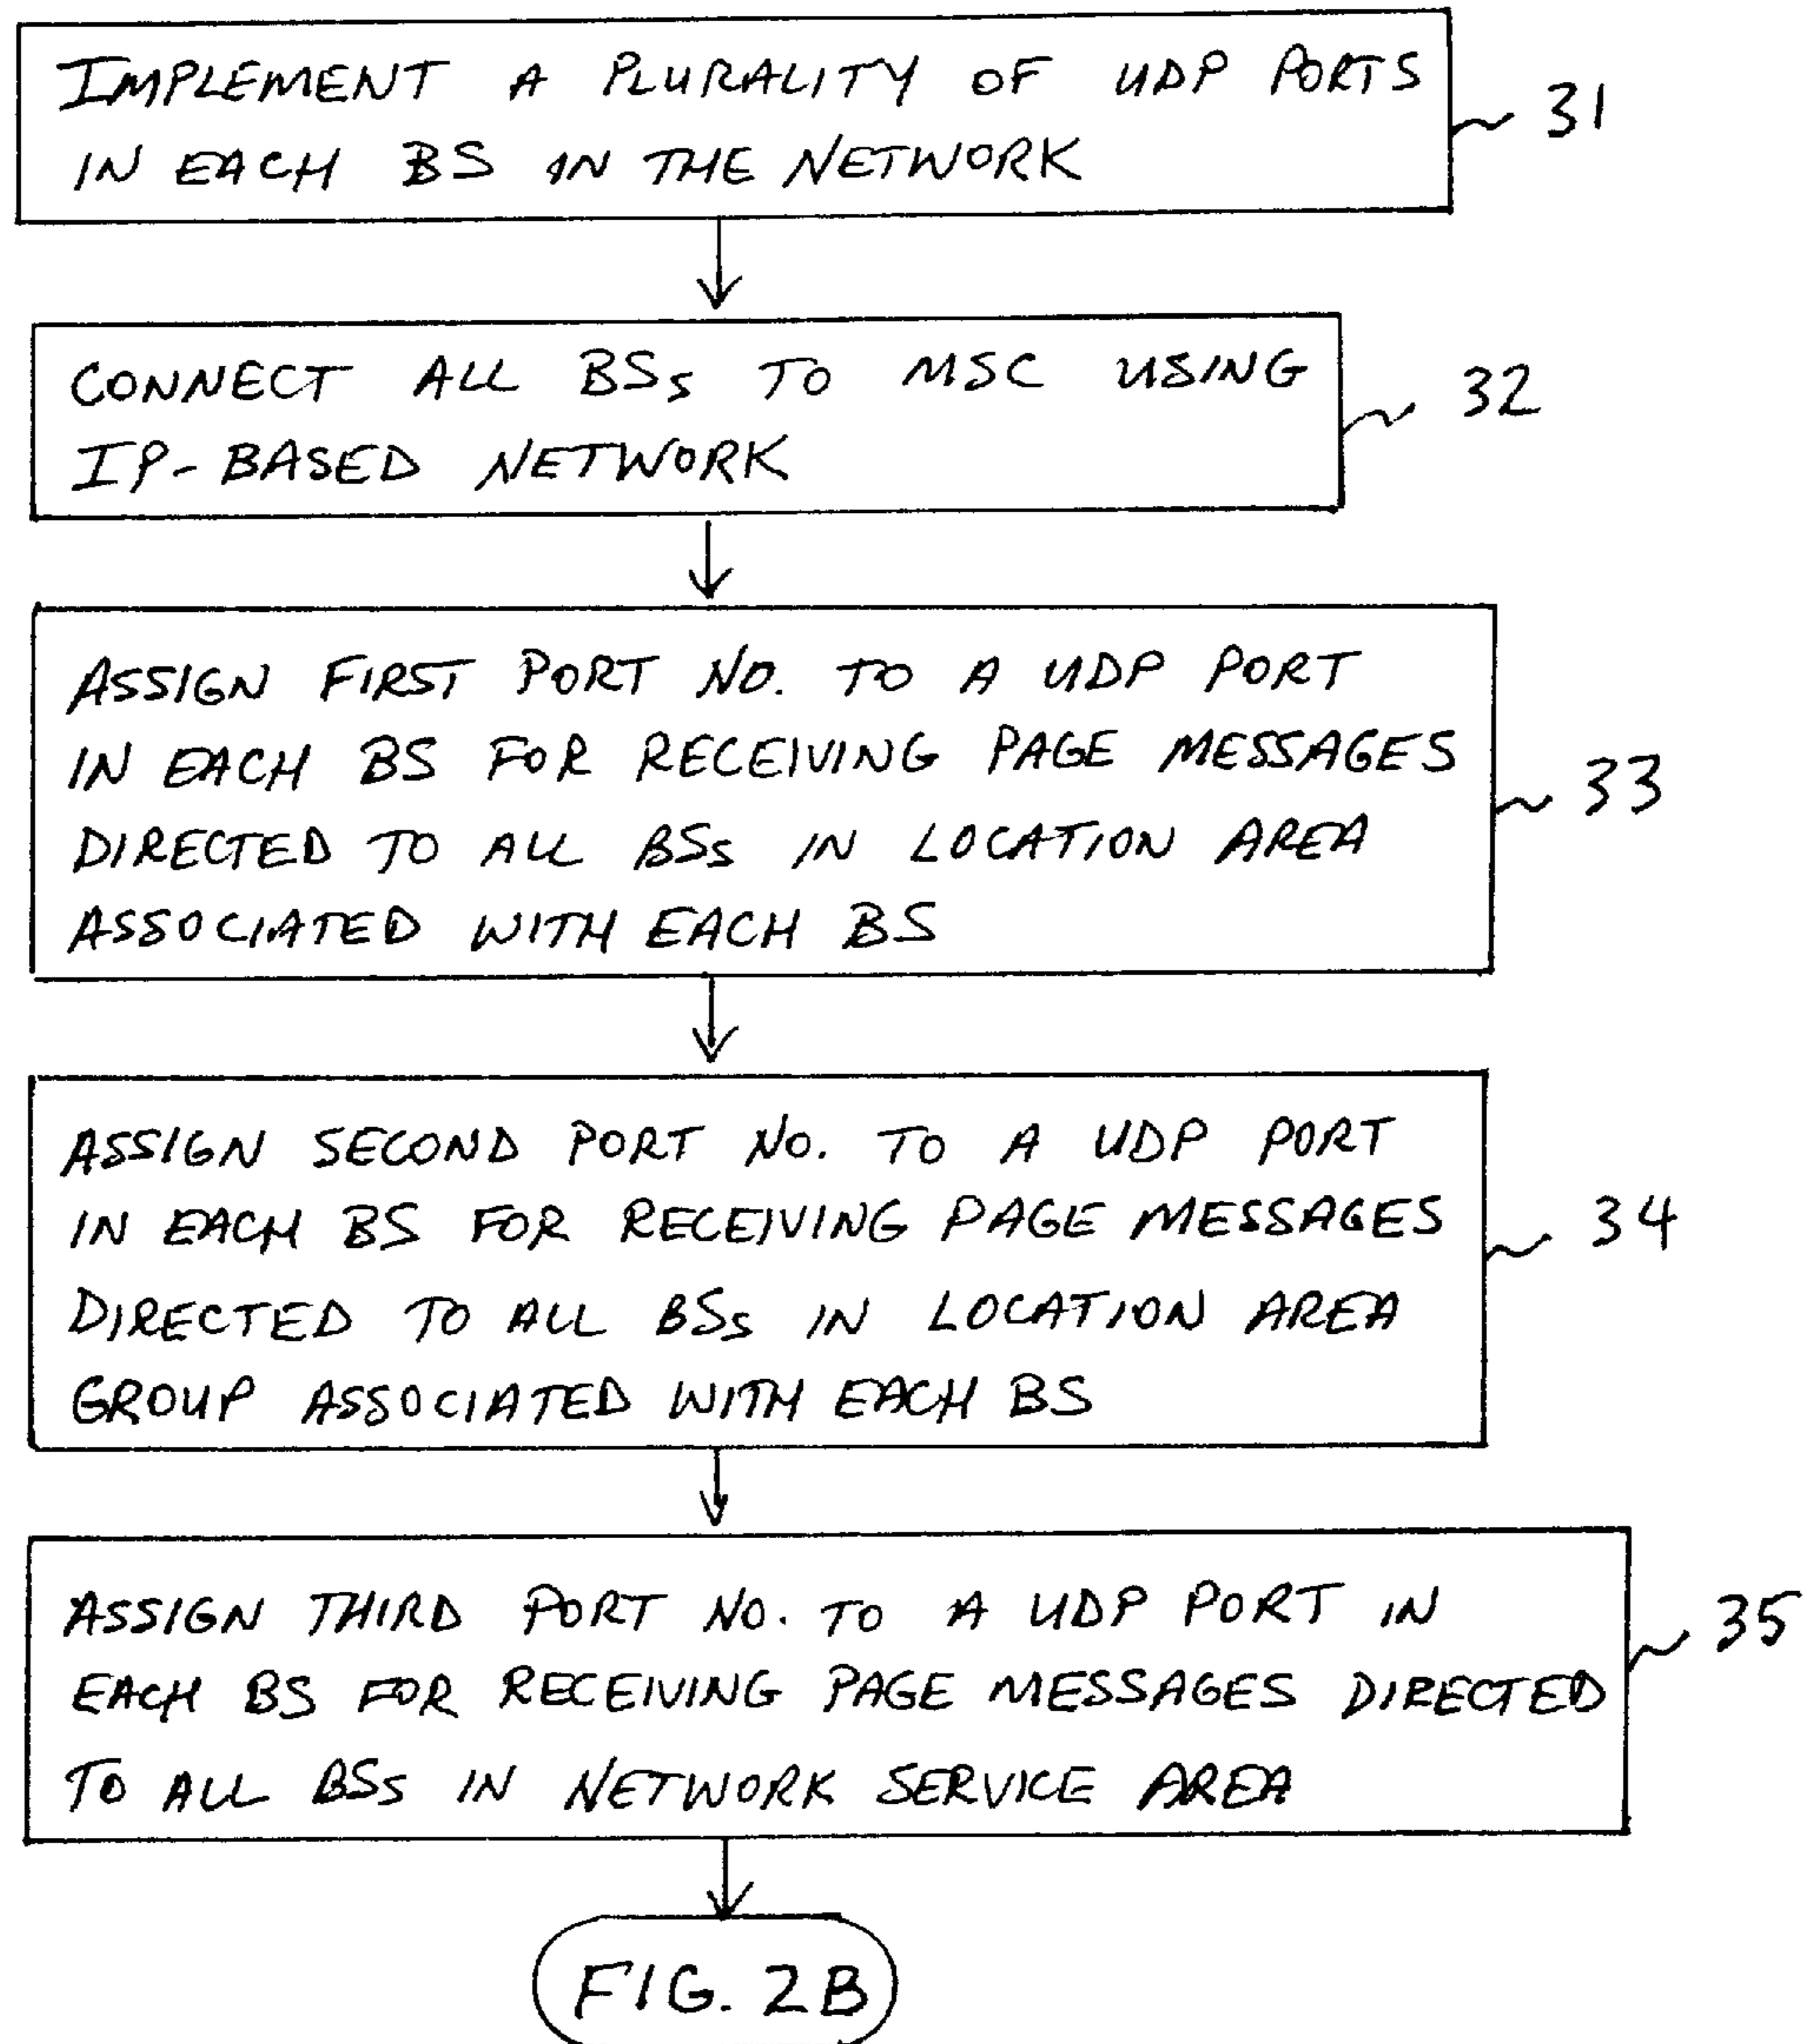 IMPLEMENT A PLURALITY OF UDP PORTS
IN EACH BS IN THE NETWORK
31
CONNECT ALL BSs TO MSC USING
IP-BASED NETWORK
32
ASSIGN FIRST PORT NO. TO A UDP PORT
IN EACH BS FOR RECEIVING PAGE MESSAGES
DIRECTED TO ALL BSs IN LOCATION AREA
ASSOCIATED WITH EACH BS
33
ASSIGN SECOND PORT NO. TO A UDP PORT
IN EACH BS FOR RECEIVING PAGE MESSAGES
DIRECTED TO ALL BSs IN LOCATION AREA
GROUP ASSOCIATED WITH EACH BS
34
ASSIGN THIRD PORT NO. TO A UDP PORT IN
EACH BS FOR RECEIVING PAGE MESSAGES DIRECTED
TO ALL BSs IN NETWORK SERVICE AREA
35
FIG. 2B